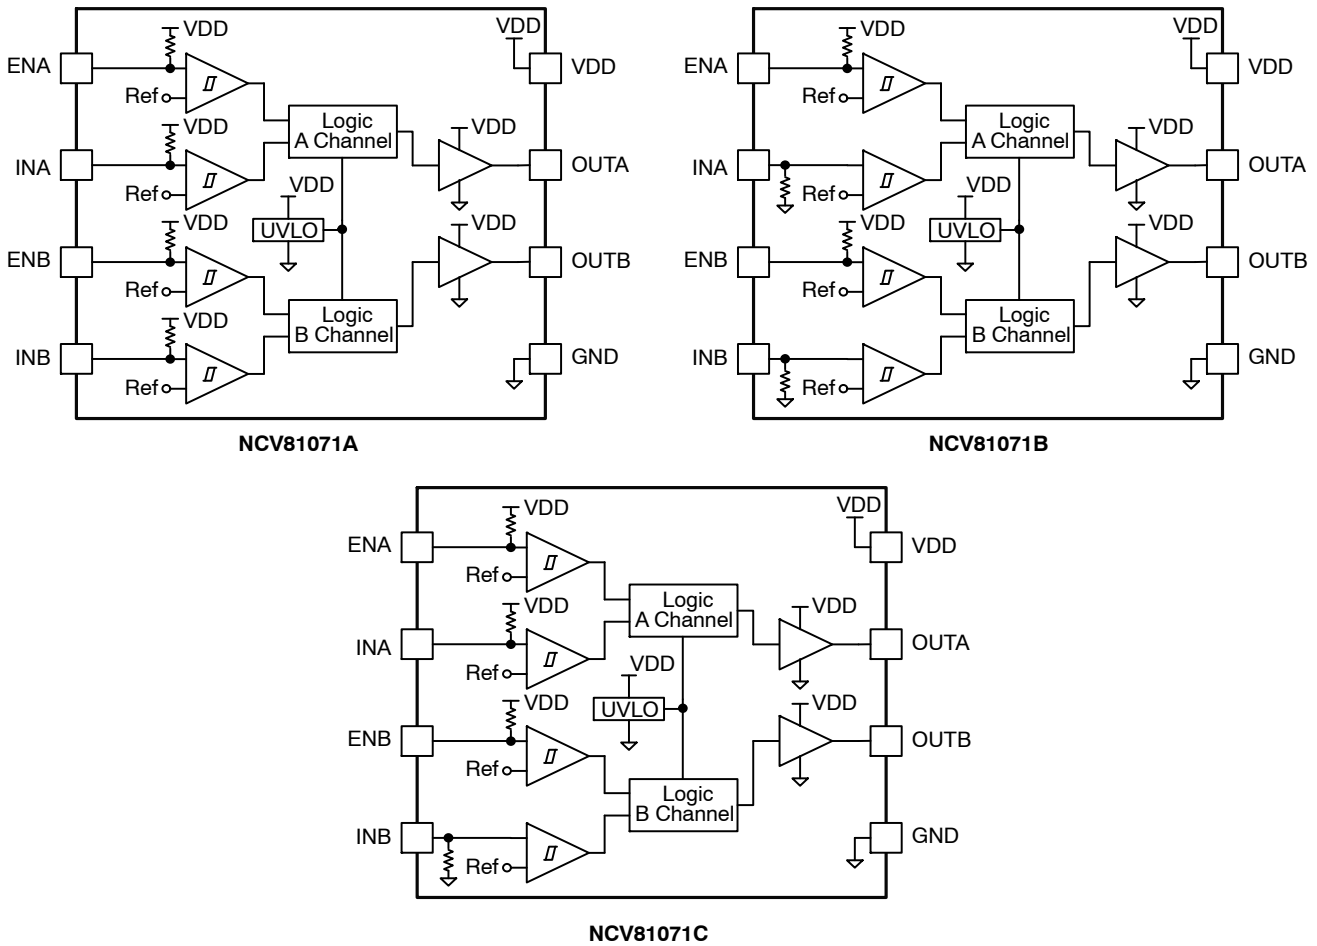 VDD
ENA
Ref
VDD
INA
Ref
VDD
ENB
Ref
VDD
INB
Ref
Logic
A Channel
VDD
UVLO
Logic
B Channel
VDD
VDD
VDD
VDD
OUTA
OUTB
GND
NCV81071A
VDD
ENA
Ref
INA
Ref
VDD
ENB
Ref
INB
Ref
Logic
A Channel
VDD
UVLO
Logic
B Channel
VDD
VDD
VDD
VDD
OUTA
OUTB
GND
NCV81071B
VDD
ENA
Ref
VDD
INA
Ref
VDD
ENB
Ref
INB
Ref
Logic
A Channel
VDD
UVLO
Logic
B Channel
VDD
VDD
VDD
VDD
OUTA
OUTB
GND
NCV81071C